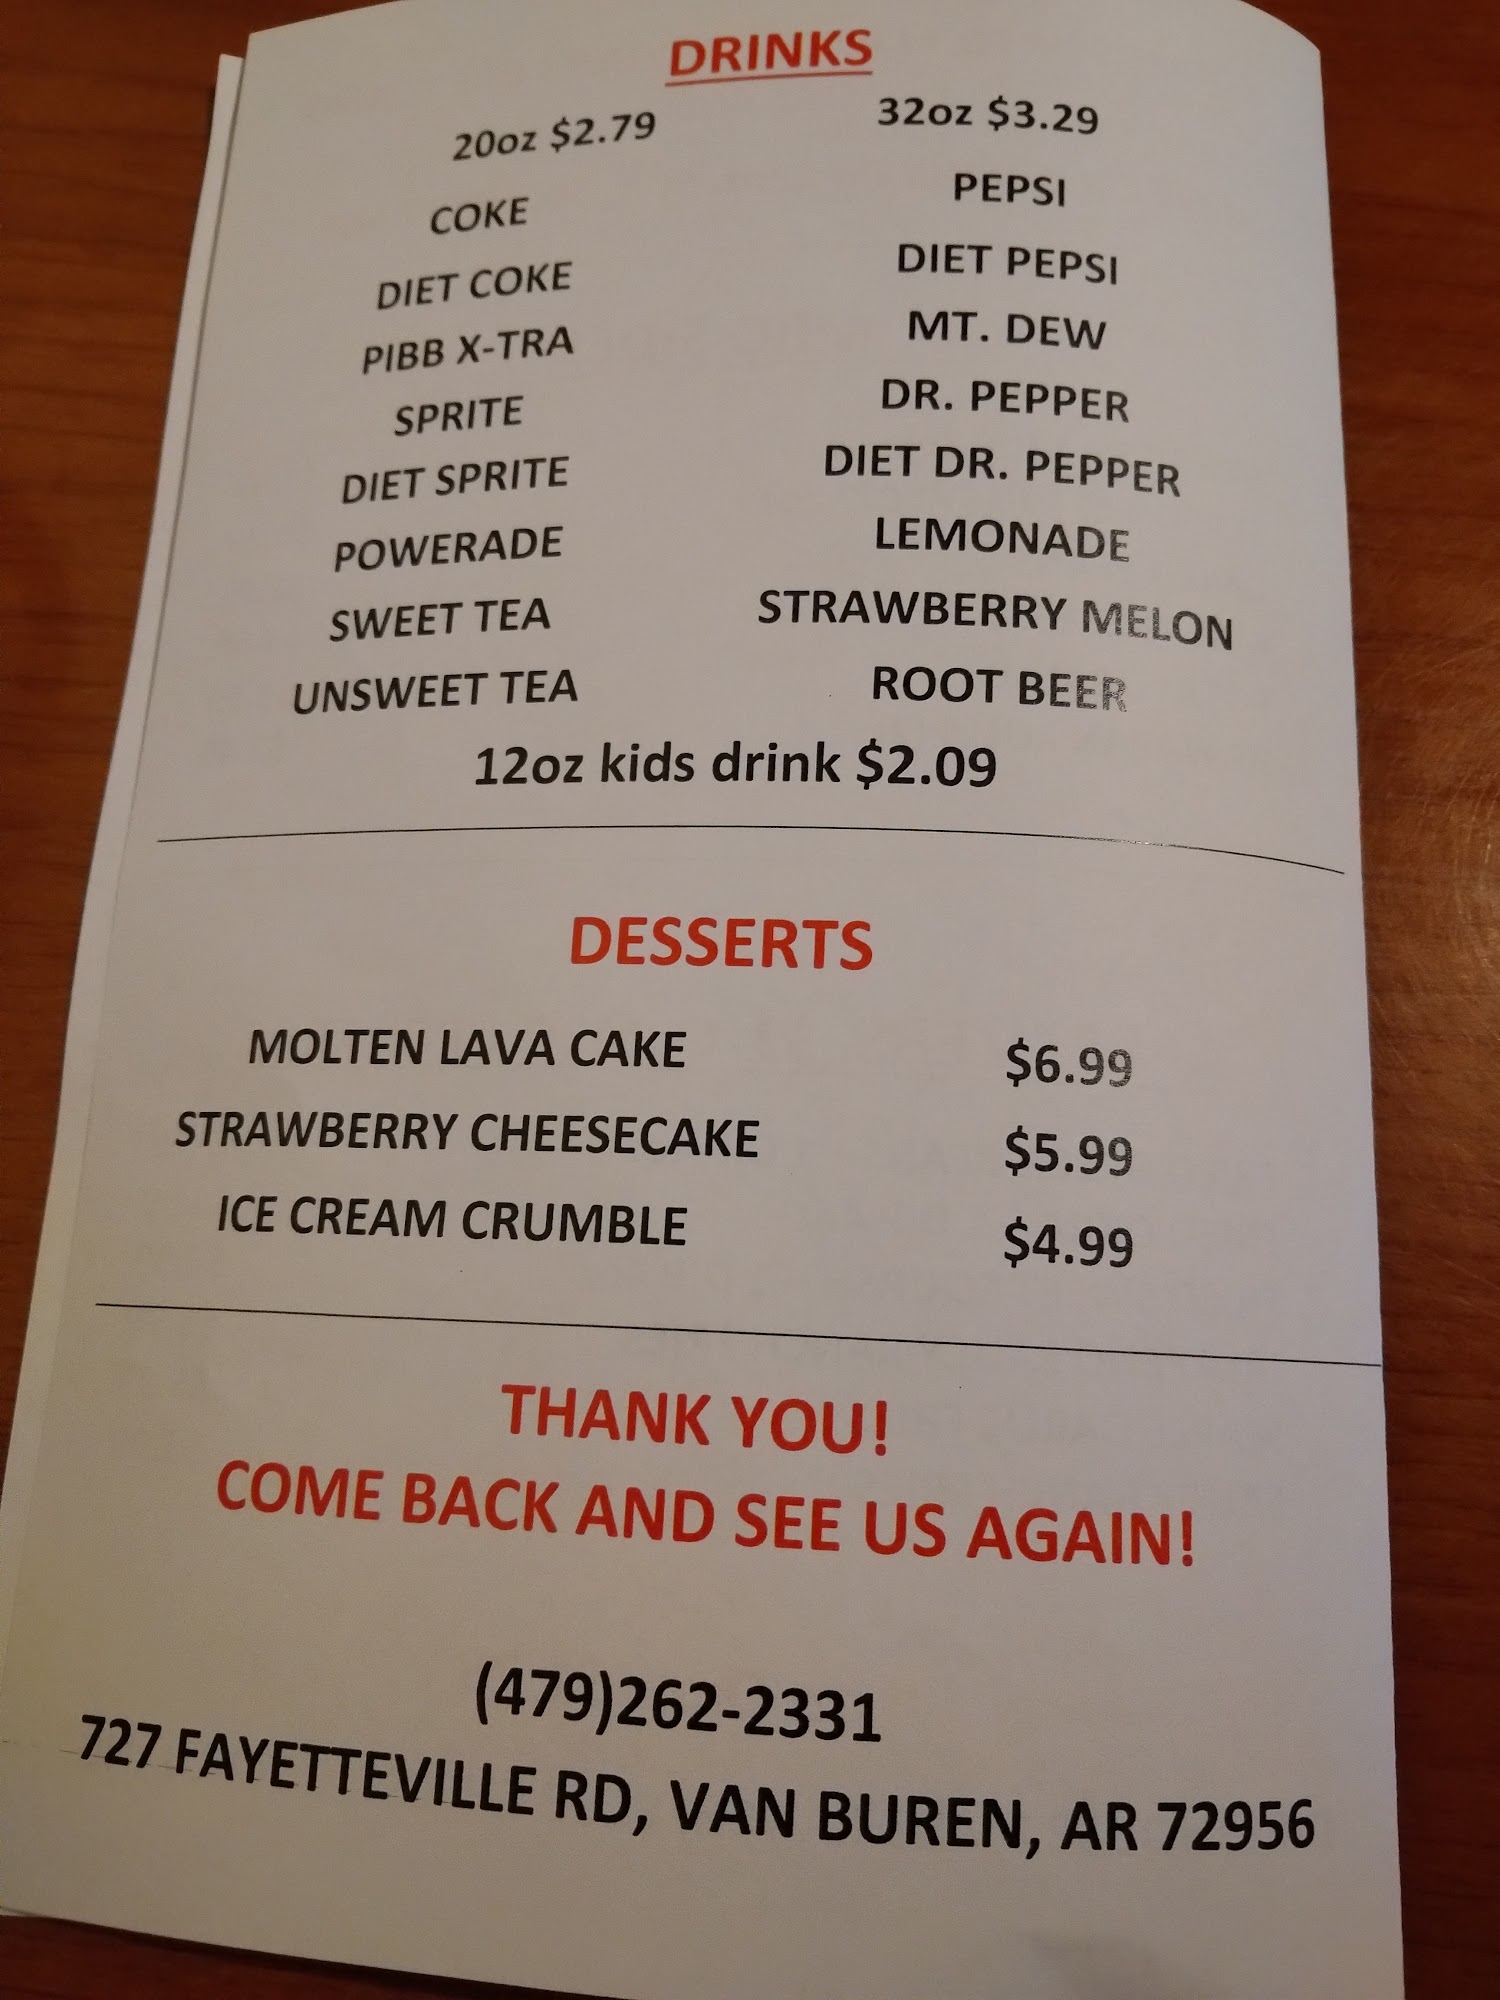 DRINKS
20oz $2.79 32oz $3.29
COKE PEPSI
DIET COKE DIET PEPSI
PIBB X-TRA MT. DEW
SPRITE DR. PEPPER
DIET SPRITE DIET DR. PEPPER
POWERADE LEMONADE
SWEET TEA STRAWBERRY MELON
UNSWEET TEA ROOT BEER
12oz kids drink $2.09
DESSERTS
MOLTEN LAVA CAKE $6.99
STRAWBERRY CHEESECAKE $5.99
ICE CREAM CRUMBLE $4.99
THANK YOU!
COME BACK AND SEE US AGAIN!
(479)262-2331
727 FAYETTEVILLE RD, VAN BUREN, AR 72956